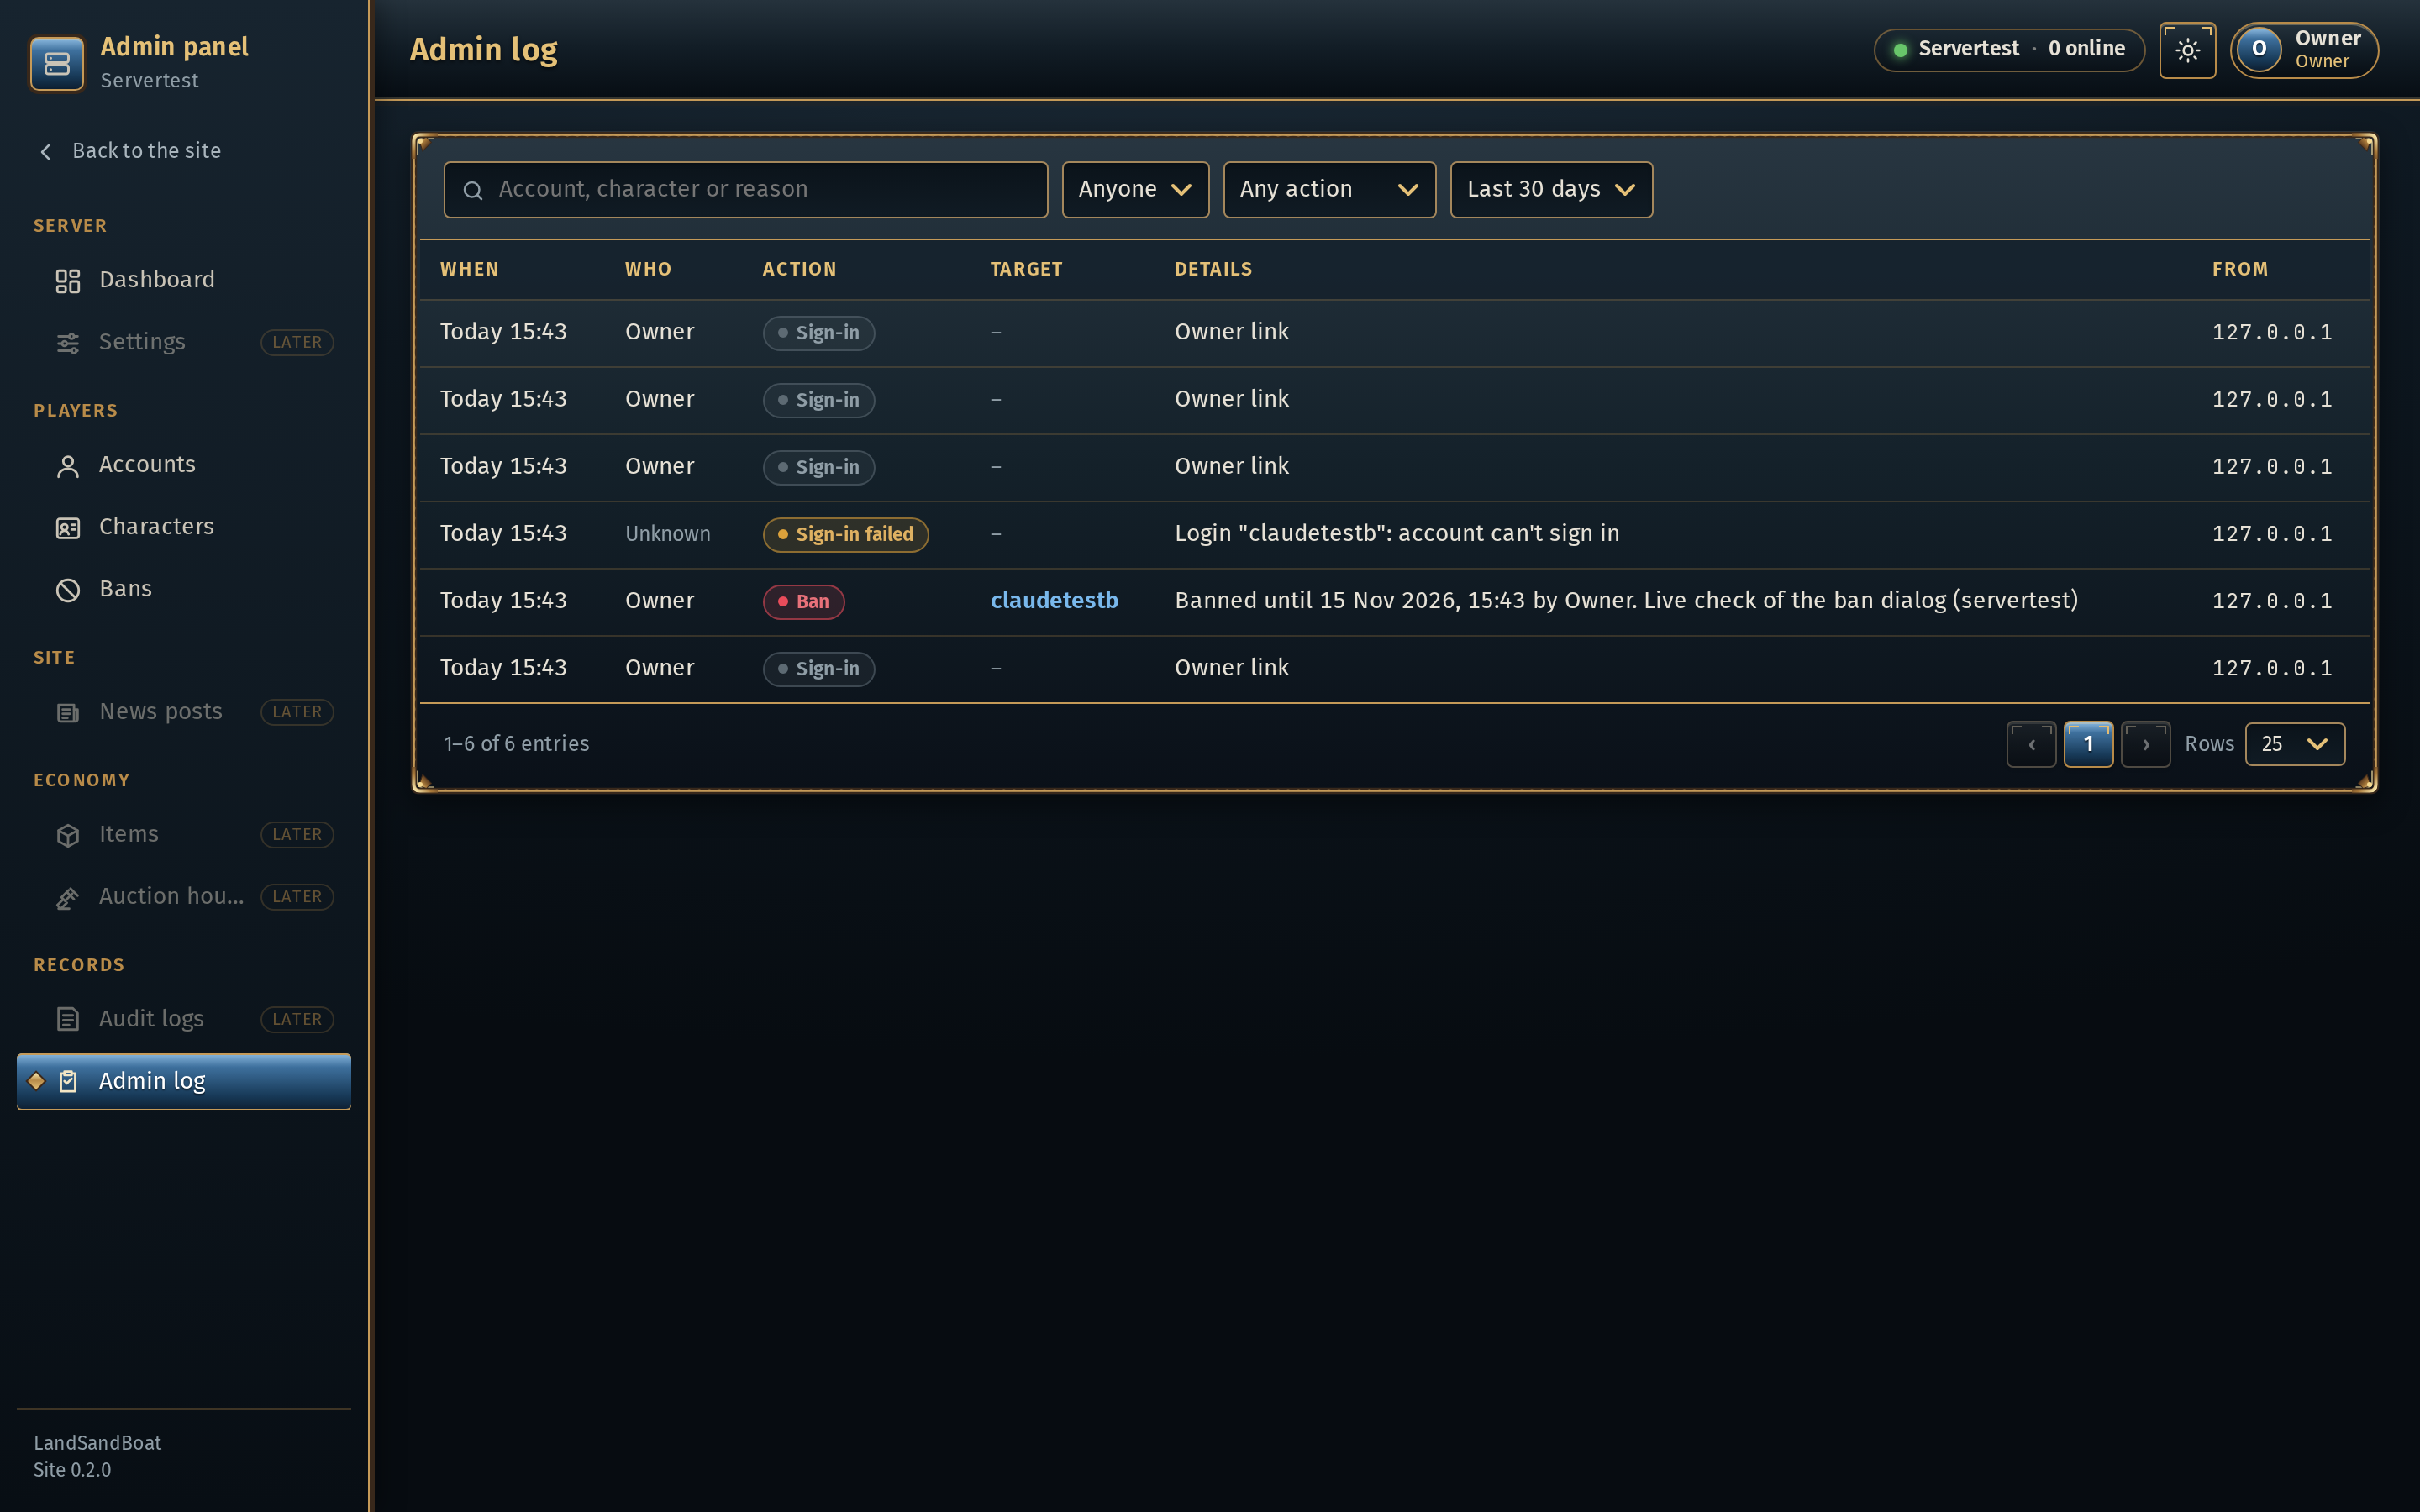 Admin panel
Servertest
Back to the site
SERVER
Dashboard
Settings LATER
PLAYERS
Accounts
Characters
Bans
SITE
News posts LATER
ECONOMY
Items LATER
Auction hou... LATER
RECORDS
Audit logs LATER
Admin log
LandSandBoat
Site 0.2.0
Admin log
Servertest · 0 online
O
Owner
Owner
Account, character or reason
Anyone
Any action
Last 30 days
WHEN WHO ACTION TARGET DETAILS FROM
Today 15:43 Owner Sign-in – Owner link 127.0.0.1
Today 15:43 Owner Sign-in – Owner link 127.0.0.1
Today 15:43 Owner Sign-in – Owner link 127.0.0.1
Today 15:43 Unknown Sign-in failed – Login "claudetestb": account can't sign in 127.0.0.1
Today 15:43 Owner Ban claudetestb Banned until 15 Nov 2026, 15:43 by Owner. Live check of the ban dialog (servertest) 127.0.0.1
Today 15:43 Owner Sign-in – Owner link 127.0.0.1
1–6 of 6 entries
‹ 1 › Rows 25